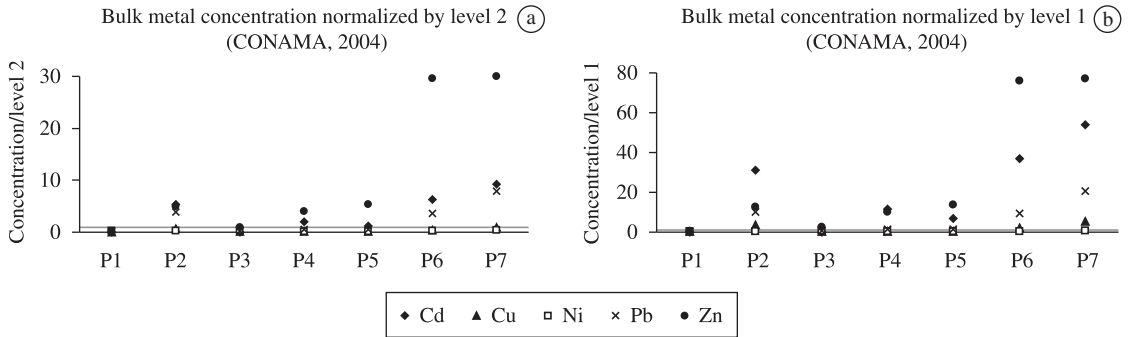 Bulk metal concentration normalized by level 2 a
(CONAMA, 2004)
Concentration/level 2
30
20
10
0
P1 P2 P3 P4 P5 P6 P7
Bulk metal concentration normalized by level 1 b
(CONAMA, 2004)
Concentration/level 1
80
60
40
20
0
P1 P2 P3 P4 P5 P6 P7
Cd Cu Ni Pb Zn